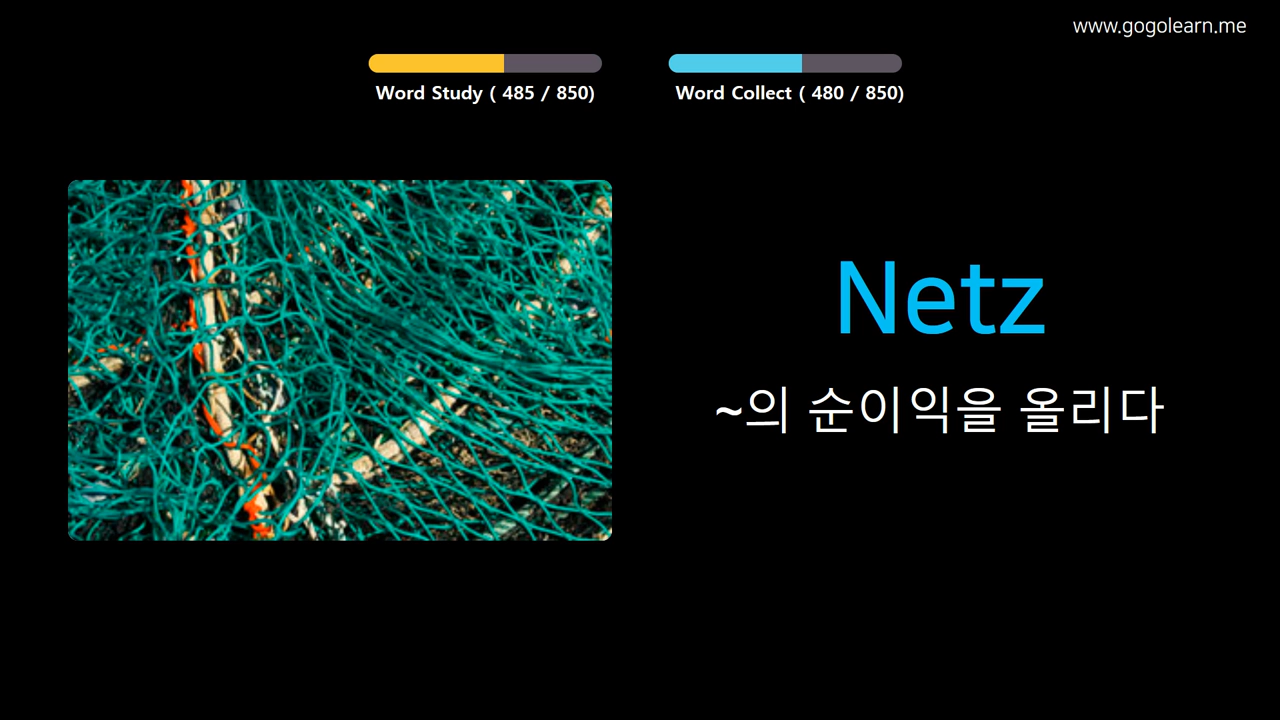 www.gogolearn.me
Word Study ( 485 / 850)
Word Collect ( 480 / 850)
Netz
~의 순이익을 올리다